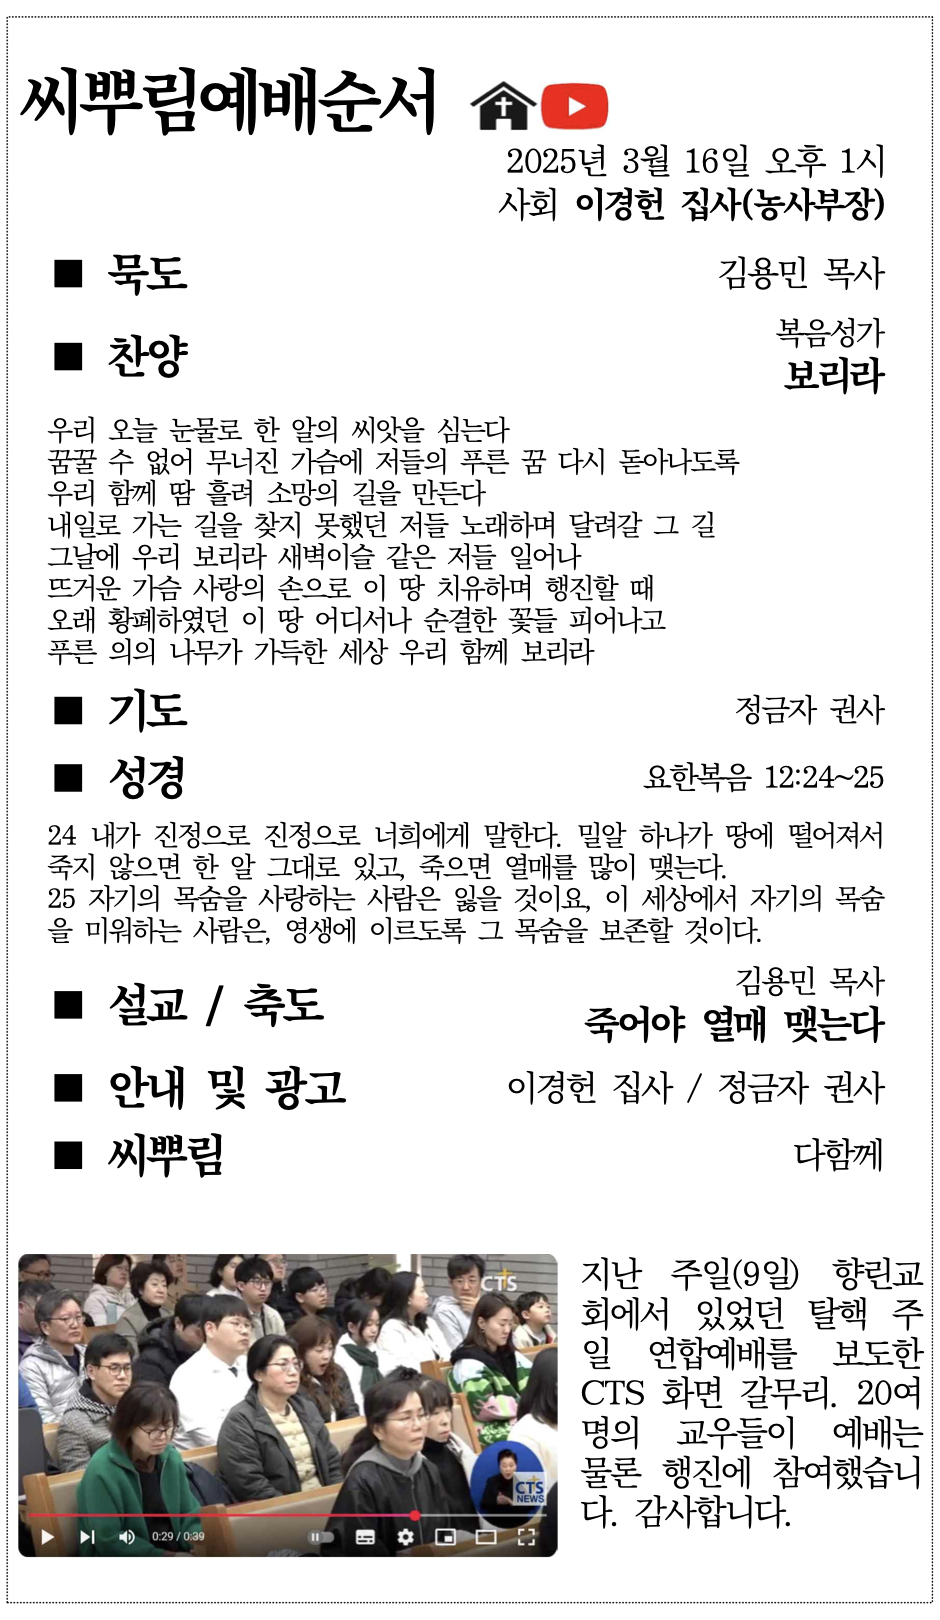 씨뿌림예배순서
2025년 3월 16일 오후 1시
사회 이경헌 집사(농사부장)
■ 묵도 김용민 목사
■ 찬양 복음성가
보리라
우리 오늘 눈물로 한 알의 씨앗을 심는다
꿈꿀 수 없어 무너진 가슴에 저들의 푸른 꿈 다시 돋아나도록
우리 함께 땀 흘려 소망의 길을 만든다
내일로 가는 길을 찾지 못했던 저들 노래하며 달려갈 그 길
그날에 우리 보리라 새벽이슬 같은 저들 일어나
뜨거운 가슴 사랑의 손으로 이 땅 치유하며 행진할 때
오래 황폐하였던 이 땅 어디서나 순결한 꽃들 피어나고
푸른 의의 나무가 가득한 세상 우리 함께 보리라
■ 기도 정금자 권사
■ 성경 요한복음 12:24~25
24 내가 진정으로 진정으로 너희에게 말한다. 밀알 하나가 땅에 떨어져서
죽지 않으면 한 알 그대로 있고, 죽으면 열매를 많이 맺는다.
25 자기의 목숨을 사랑하는 사람은 잃을 것이요, 이 세상에서 자기의 목숨
을 미워하는 사람은, 영생에 이르도록 그 목숨을 보존할 것이다.
■ 설교 / 축도 김용민 목사
죽어야 열매 맺는다
■ 안내 및 광고 이경헌 집사 / 정금자 권사
■ 씨뿌림 다함께
CTS
CTS
NEWS
0:29 / 0:39
지난 주일(9일) 향린교
회에서 있었던 탈핵 주
일 연합예배를 보도한
CTS 화면 갈무리. 20여
명의 교우들이 예배는
물론 행진에 참여했습니
다. 감사합니다.